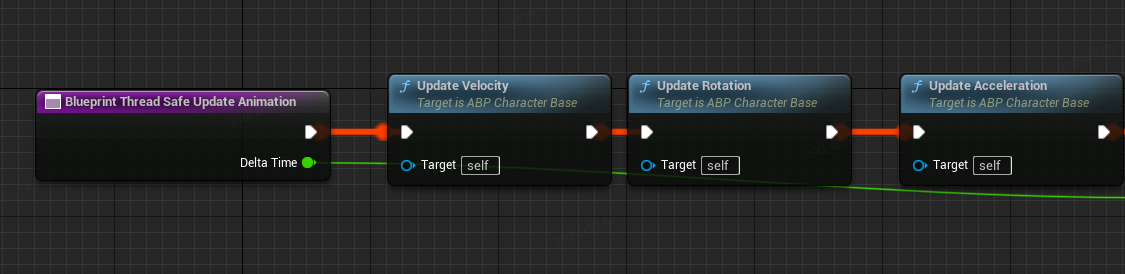 Blueprint Thread Safe Update Animation
Delta Time
Update Velocity
Target is ABP Character Base
Target self
Update Rotation
Target is ABP Character Base
Target self
Update Acceleration
Target is ABP Character Base
Target self